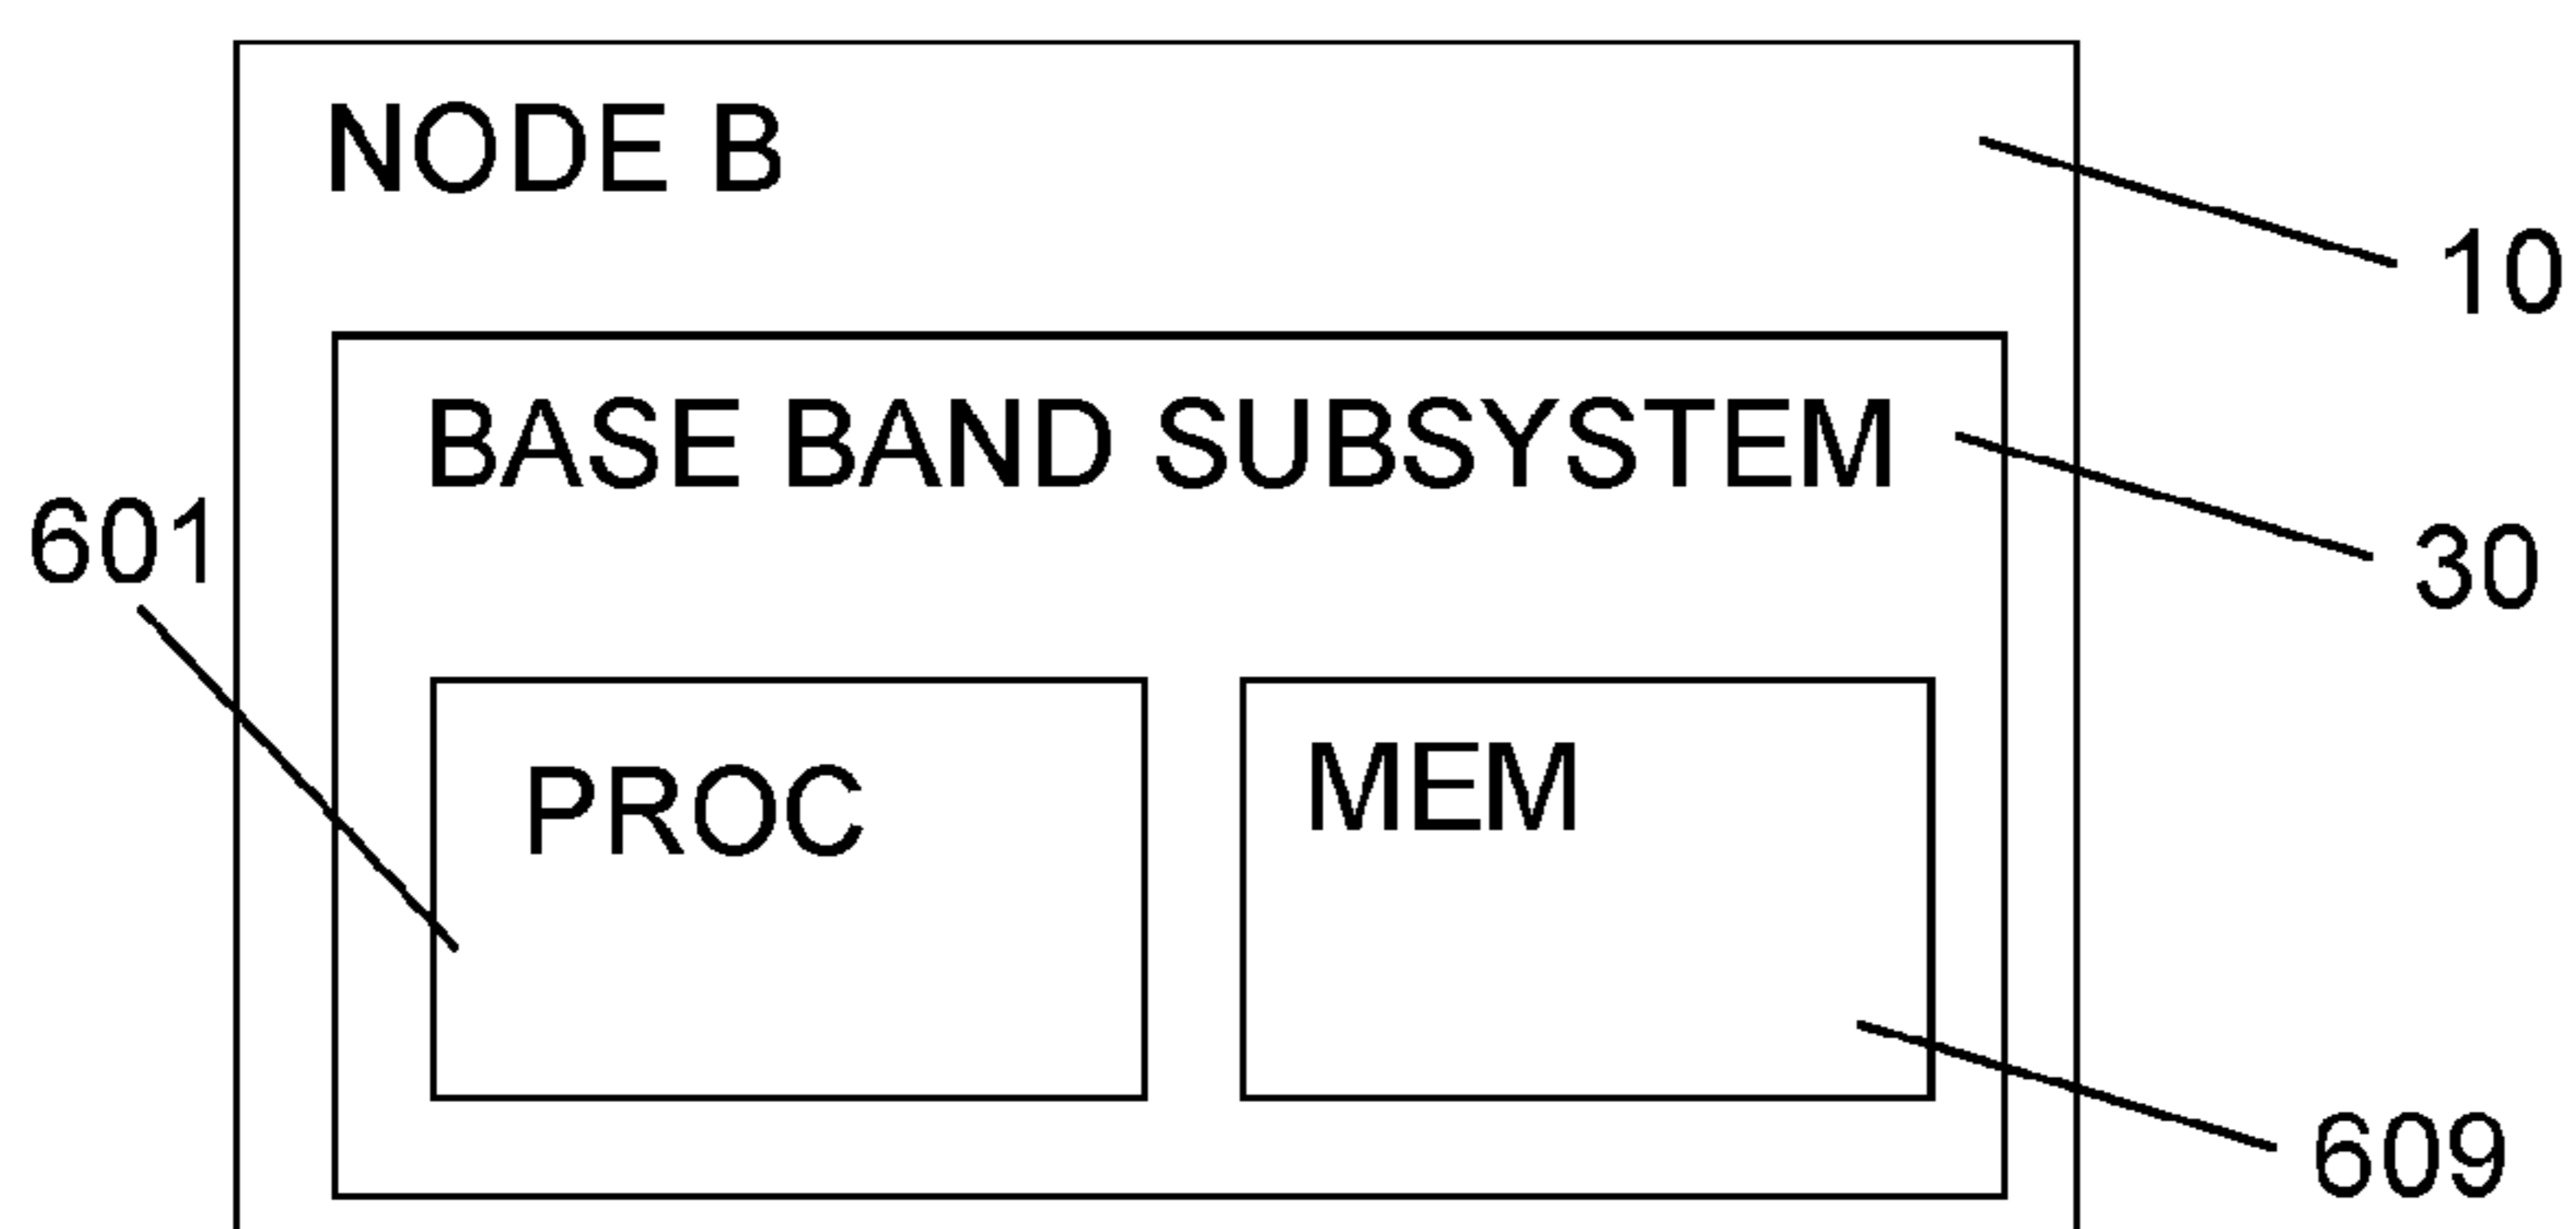 NODE B
10
BASE BAND SUBSYSTEM
601
30
PROC
MEM
609